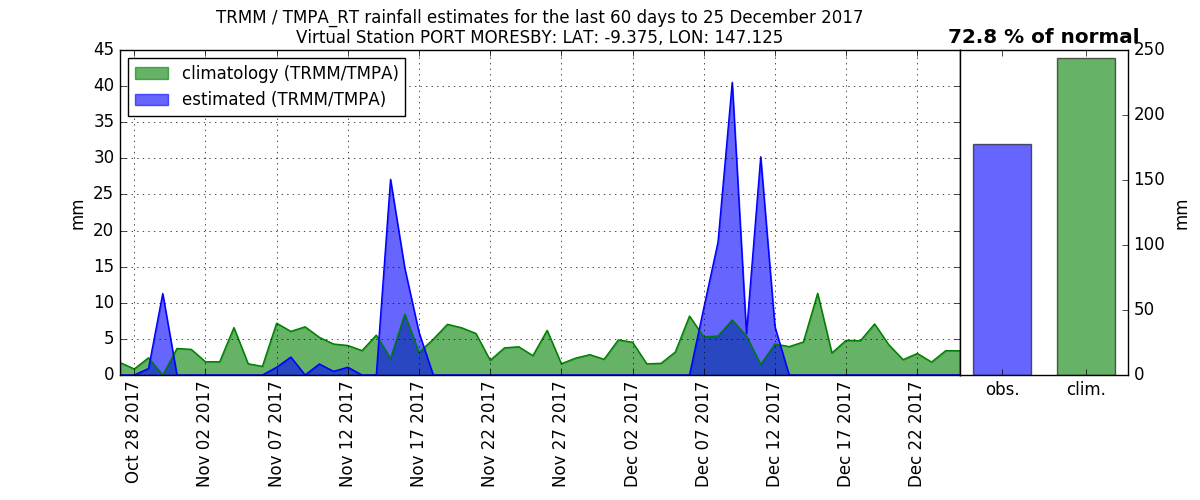 TRMM / TMPA_RT rainfall estimates for the last 60 days to 25 December 2017
Virtual Station PORT MORESBY: LAT: -9.375, LON: 147.125
72.8 % of normal
climatology (TRMM/TMPA)
estimated (TRMM/TMPA)
45
40
35
30
25
20
15
10
5
0
mm
Oct 28 2017
Nov 02 2017
Nov 07 2017
Nov 12 2017
Nov 17 2017
Nov 22 2017
Nov 27 2017
Dec 02 2017
Dec 07 2017
Dec 12 2017
Dec 17 2017
Dec 22 2017
250
200
150
100
50
0
mm
obs.
clim.